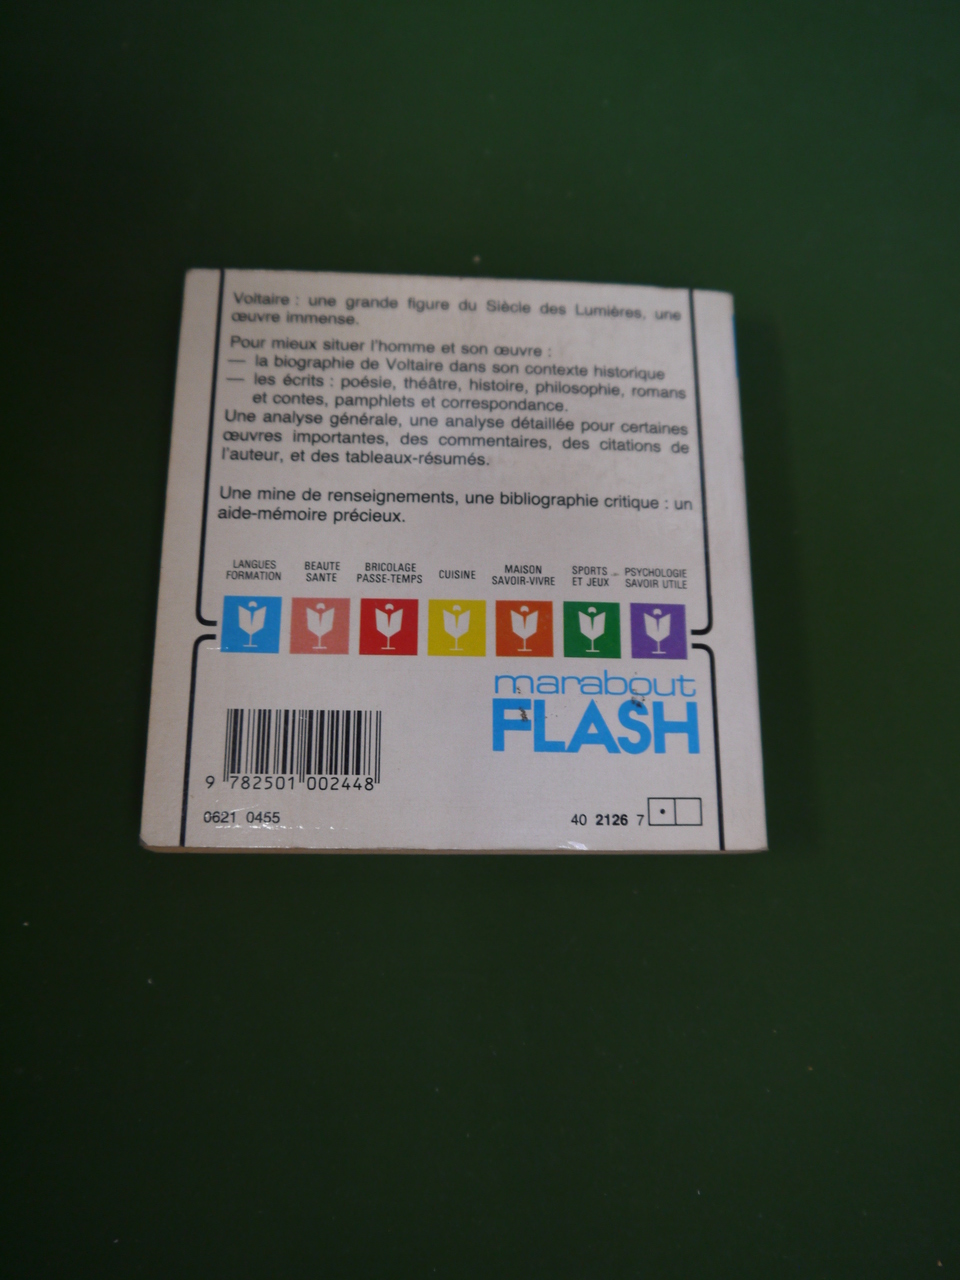 Voltaire : une grande figure du Siècle des Lumières, une
œuvre immense.
Pour mieux situer l'homme et son œuvre :
— la biographie de Voltaire dans son contexte historique
— les écrits : poésie, théâtre, histoire, philosophie, romans
et contes, pamphlets et correspondance.
Une analyse générale, une analyse détaillée pour certaines
œuvres importantes, des commentaires, des citations de
l'auteur, et des tableaux-résumés.
Une mine de renseignements, une bibliographie critique : un
aide-mémoire précieux.
LANGUES
FORMATION
BEAUTE
SANTE
BRICOLAGE
PASSE-TEMPS
CUISINE
MAISON
SAVOIR-VIVRE
SPORTS
ET JEUX
PSYCHOLOGIE
SAVOIR UTILE
marabout
FLASH
9 782501 002448
0621 0455
40 2126 7